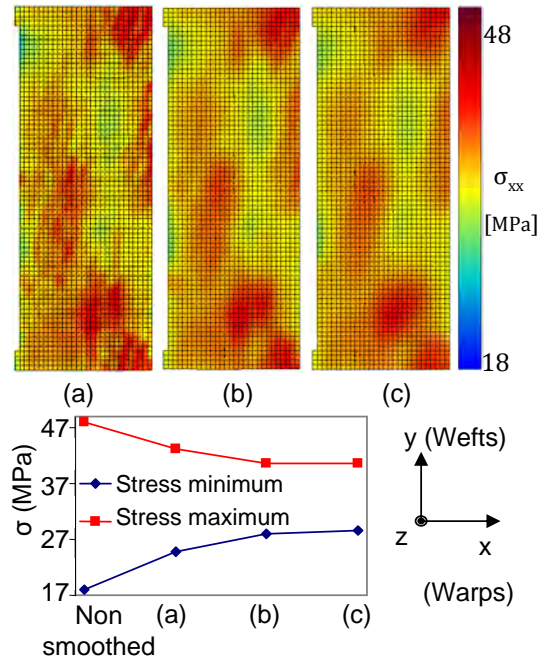 48
σxx
[MPa]
18
(a) (b) (c)
47
37
27
17
σ (MPa)
Stress minimum
Stress maximum
Non smoothed
(a) (b) (c)
y (Wefts)
z x
(Warps)